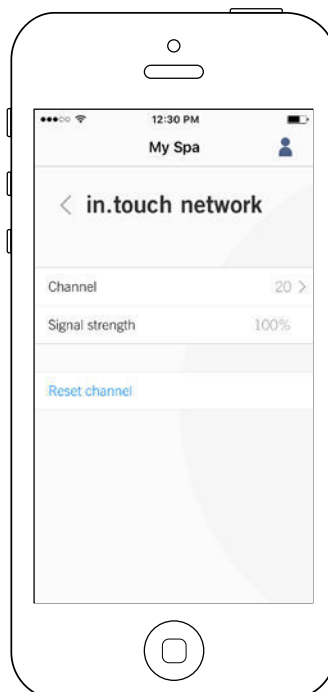 12:30 PM
My Spa
in.touch network
Channel 20
Signal strength 100%
Reset channel